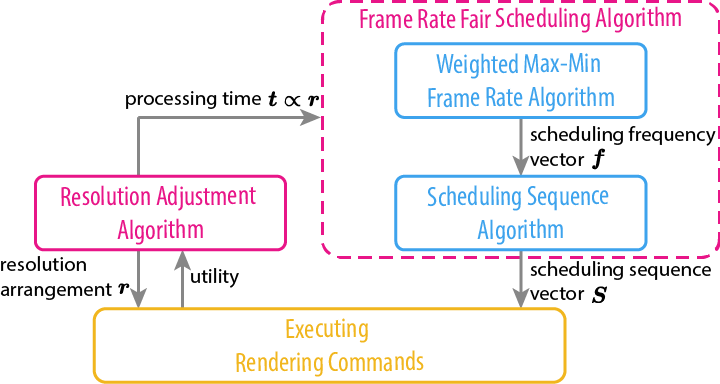 Frame Rate Fair Scheduling Algorithm
Weighted Max-Min
Frame Rate Algorithm
processing time t ∝ r
scheduling frequency
vector f
Resolution Adjustment
Algorithm
Scheduling Sequence
Algorithm
resolution
arrangement r
utility
scheduling sequence
vector S
Executing
Rendering Commands